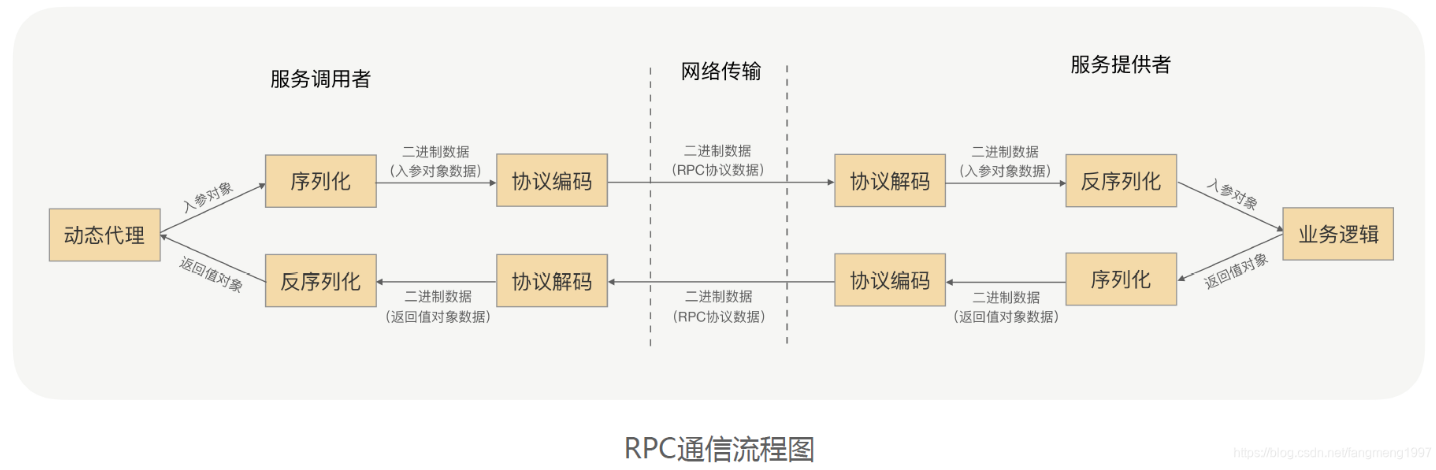 服务调用者
网络传输
服务提供者
二进制数据
(入参对象数据)
二进制数据
(RPC协议数据)
二进制数据
(入参对象数据)
序列化
协议编码
协议解码
反序列化
入参对象
入参对象
动态代理
业务逻辑
返回值对象
返回值对象
反序列化
协议解码
协议编码
序列化
二进制数据
(返回值对象数据)
二进制数据
(RPC协议数据)
二进制数据
(返回值对象数据)
RPC通信流程图
https://blog.csdn.net/fangmeng1997